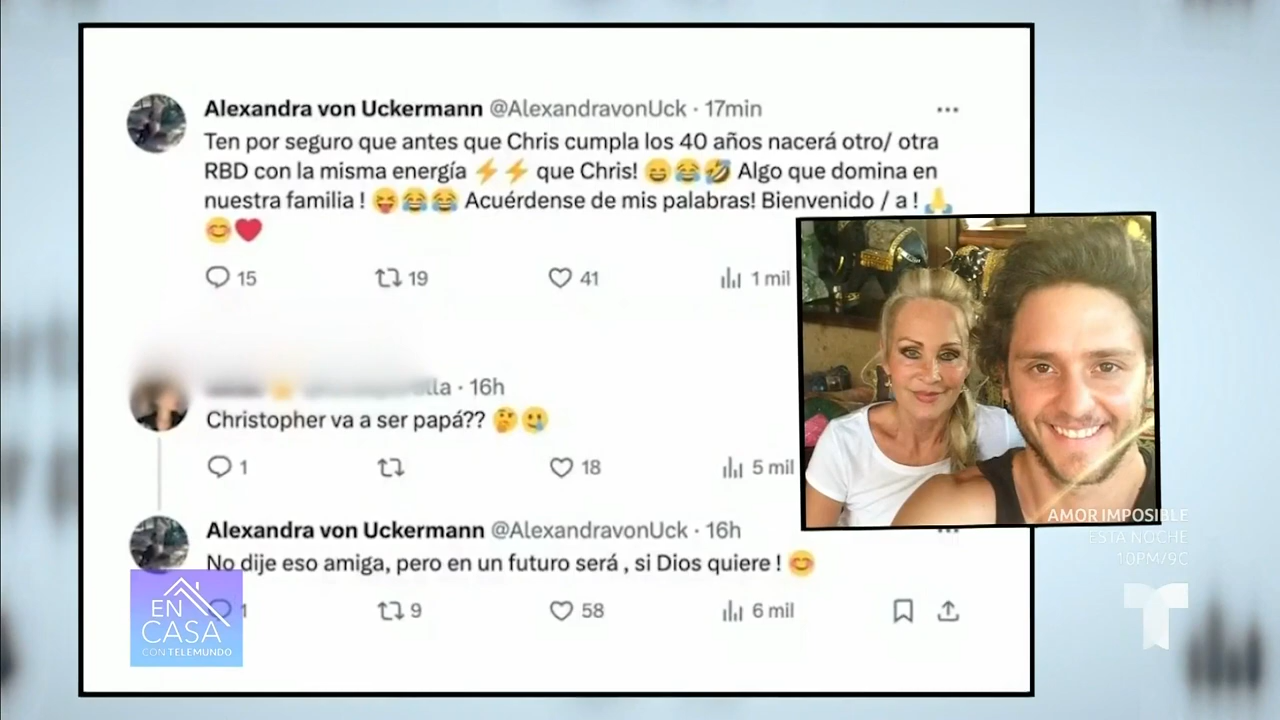 Alexandra von Uckermann @AlexandravonUck · 17min
Ten por seguro que antes que Chris cumpla los 40 años nacerá otro/ otra
RBD con la misma energía ⚡⚡ que Chris! 😄😂🤣 Algo que domina en
nuestra familia ! 😝😂😂 Acuérdense de mis palabras! Bienvenido / a ! 🙏
😊❤️
15 19 41 1 mil
lla · 16h
Christopher va a ser papá?? 🤔🥲
1 18 5 mil
Alexandra von Uckermann @AlexandravonUck · 16h
No dije eso amiga, pero en un futuro será , si Dios quiere ! 😊
1 9 58 6 mil
EN
CASA
CON TELEMUNDO
AMOR IMPOSIBLE
ESTA NOCHE
10PM/9C